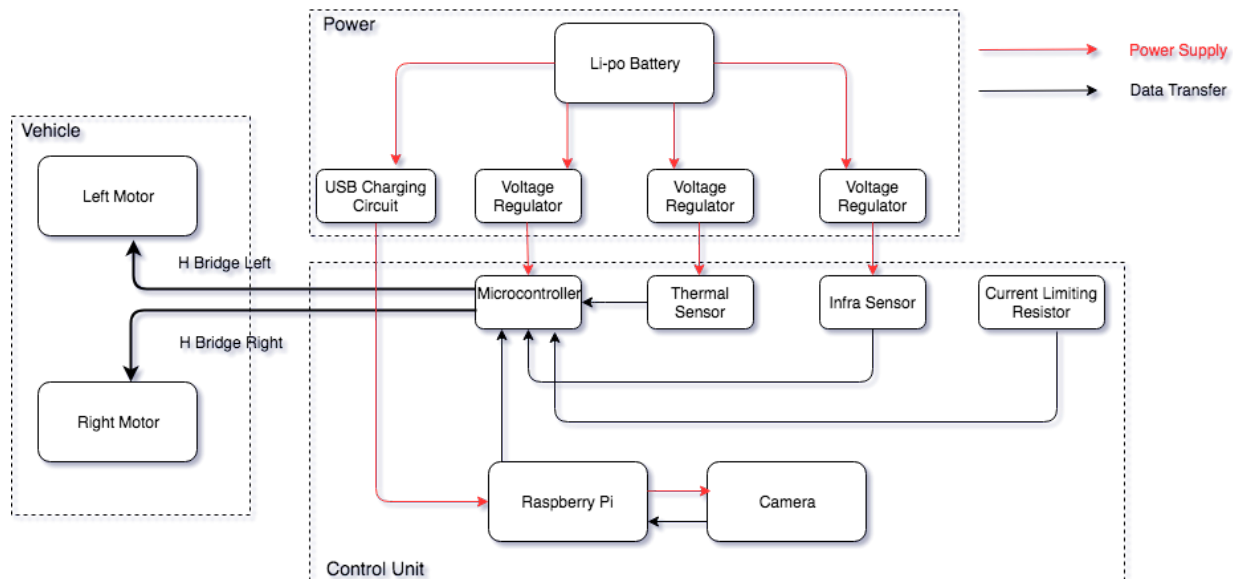 Power
Li-po Battery
Power Supply
Data Transfer
Vehicle
Left Motor
USB Charging
Circuit
Voltage
Regulator
Voltage
Regulator
Voltage
Regulator
H Bridge Left
Microcontroller
Thermal
Sensor
Infra Sensor
Current Limiting
Resistor
H Bridge Right
Right Motor
Raspberry Pi
Camera
Control Unit